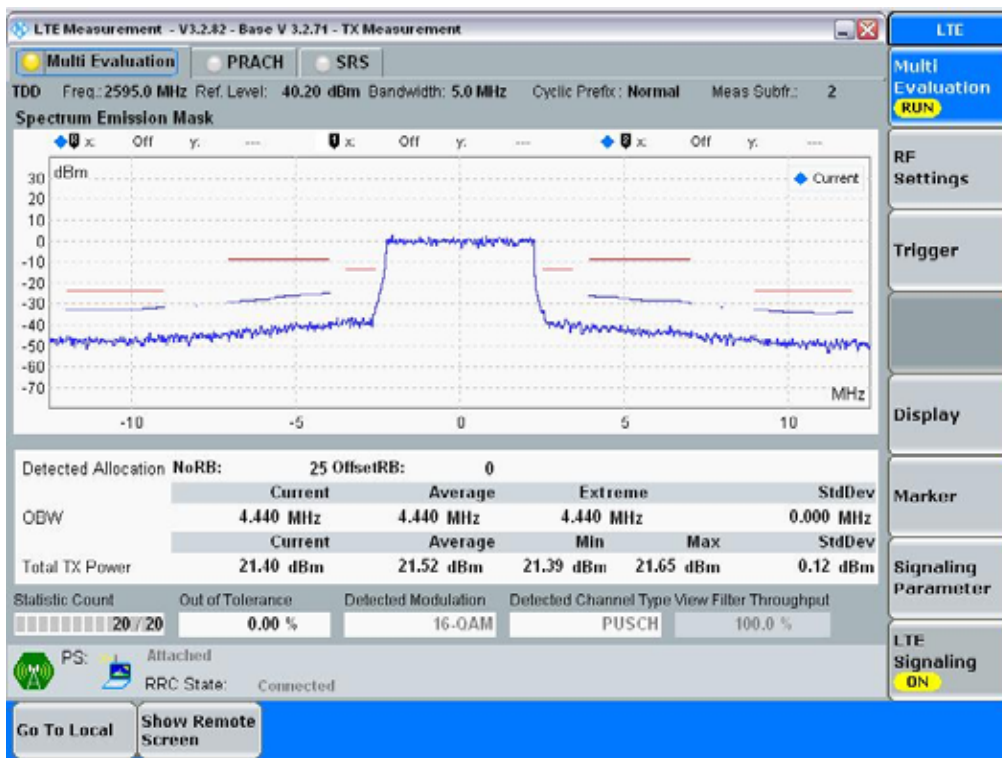 LTE Measurement - V3.2.82 - Base V 3.2.71 - TX Measurement
LTE
Multi Evaluation PRACH SRS
Multi
Evaluation
RUN
TDD Freq.: 2595.0 MHz Ref. Level: 40.20 dBm Bandwidth: 5.0 MHz Cyclic Prefix: Normal Meas Subfr.: 2
Spectrum Emission Mask
x: Off y: --- 1 x: Off y: --- 2 x: Off y: ---
dBm
Current
30
20
10
0
-10
-20
-30
-40
-50
-60
-70
MHz
-10 -5 0 5 10
RF
Settings
Trigger
Display
Marker
Signaling
Parameter
LTE
Signaling
ON
Detected Allocation NoRB: 25 OffsetRB: 0
Current Average Extreme StdDev
OBW 4.440 MHz 4.440 MHz 4.440 MHz 0.000 MHz
Current Average Min Max StdDev
Total TX Power 21.40 dBm 21.52 dBm 21.39 dBm 21.65 dBm 0.12 dBm
Statistic Count Out of Tolerance Detected Modulation Detected Channel Type View Filter Throughput
20 / 20 0.00 % 16-QAM PUSCH 100.0 %
PS: Attached
RRC State: Connected
Go To Local
Show Remote
Screen